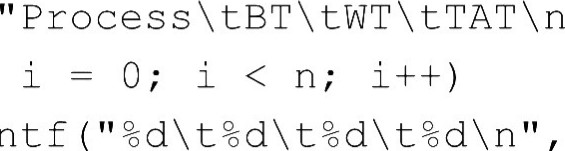 "Process\tBT\tWT\tTAT\n
i = 0; i < n; i++)
ntf("%d\t%d\t%d\t%d\n",